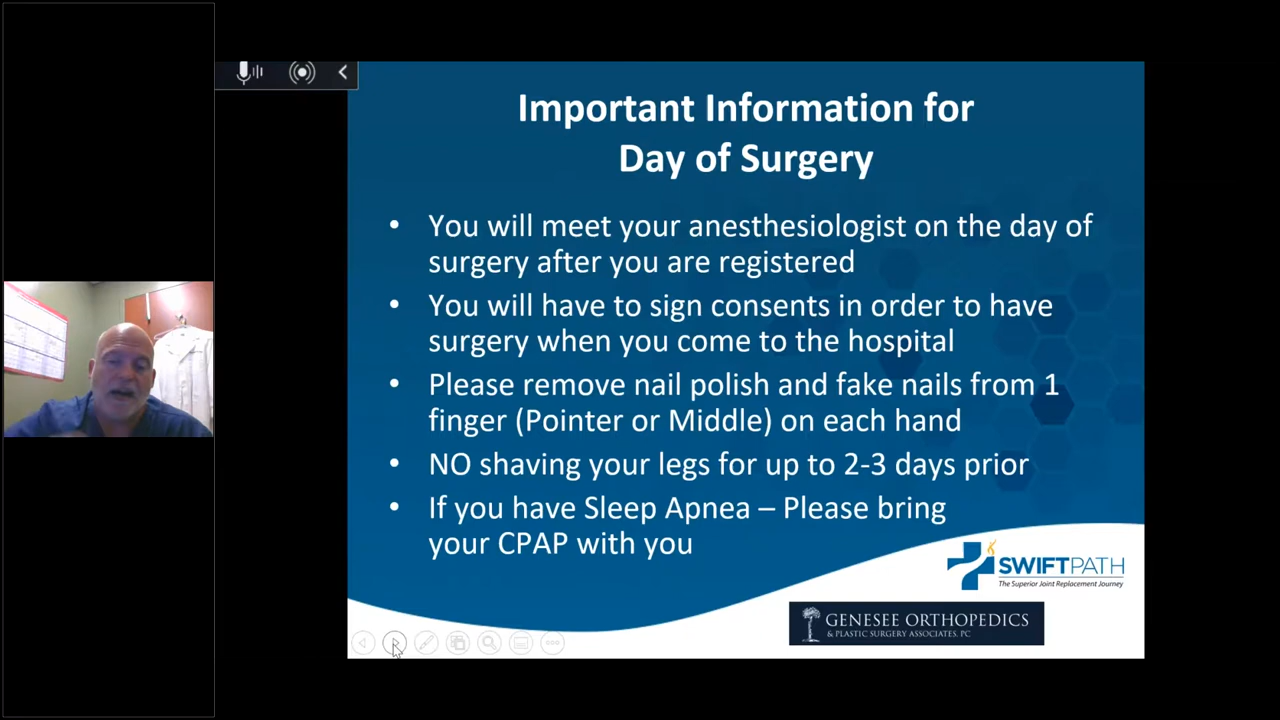 Important Information for
Day of Surgery
• You will meet your anesthesiologist on the day of
surgery after you are registered
• You will have to sign consents in order to have
surgery when you come to the hospital
• Please remove nail polish and fake nails from 1
finger (Pointer or Middle) on each hand
• NO shaving your legs for up to 2-3 days prior
• If you have Sleep Apnea – Please bring
your CPAP with you
SWIFTPATH
The Superior Joint Replacement Journey
GENESEE ORTHOPEDICS
& PLASTIC SURGERY ASSOCIATES, PC